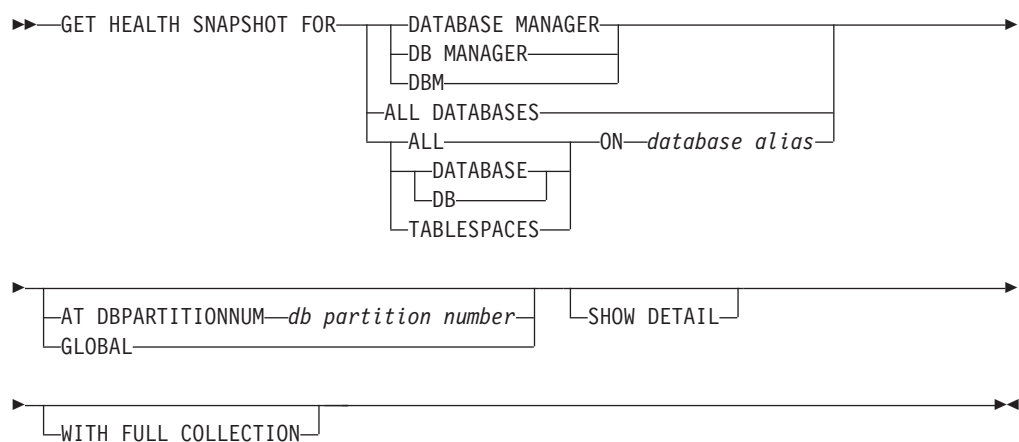 GET HEALTH SNAPSHOT FOR DATABASE MANAGER
DB MANAGER
DBM
ALL DATABASES
ALL ON database alias
DATABASE
DB
TABLESPACES
AT DBPARTITIONNUM db partition number SHOW DETAIL
GLOBAL
WITH FULL COLLECTION